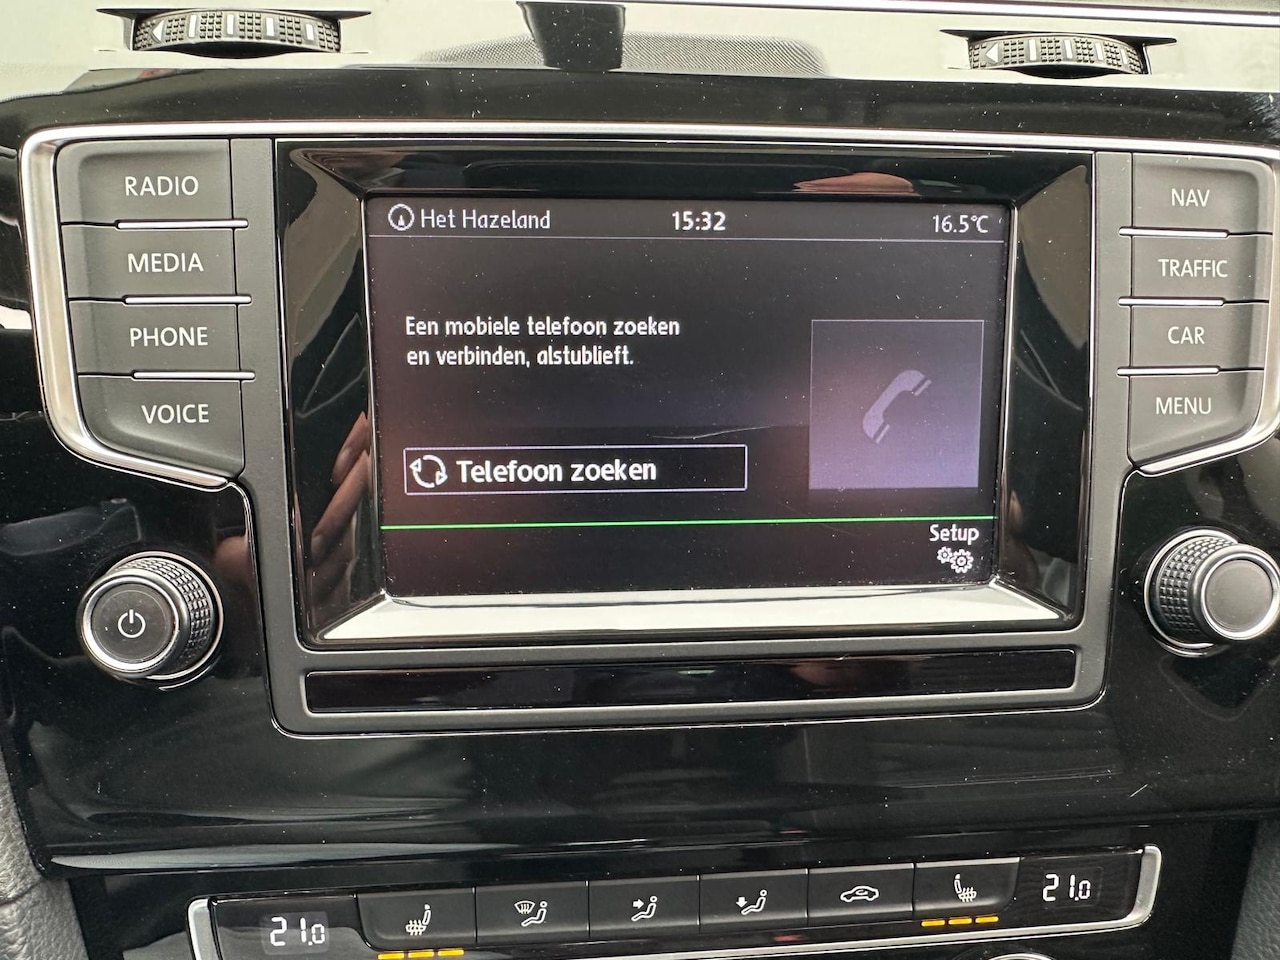 RADIO
MEDIA
PHONE
VOICE
Het Hazeland 15:32 16.5°C
Een mobiele telefoon zoeken
en verbinden, alstublieft.
Telefoon zoeken
Setup
NAV
TRAFFIC
CAR
MENU
21.0
21.0